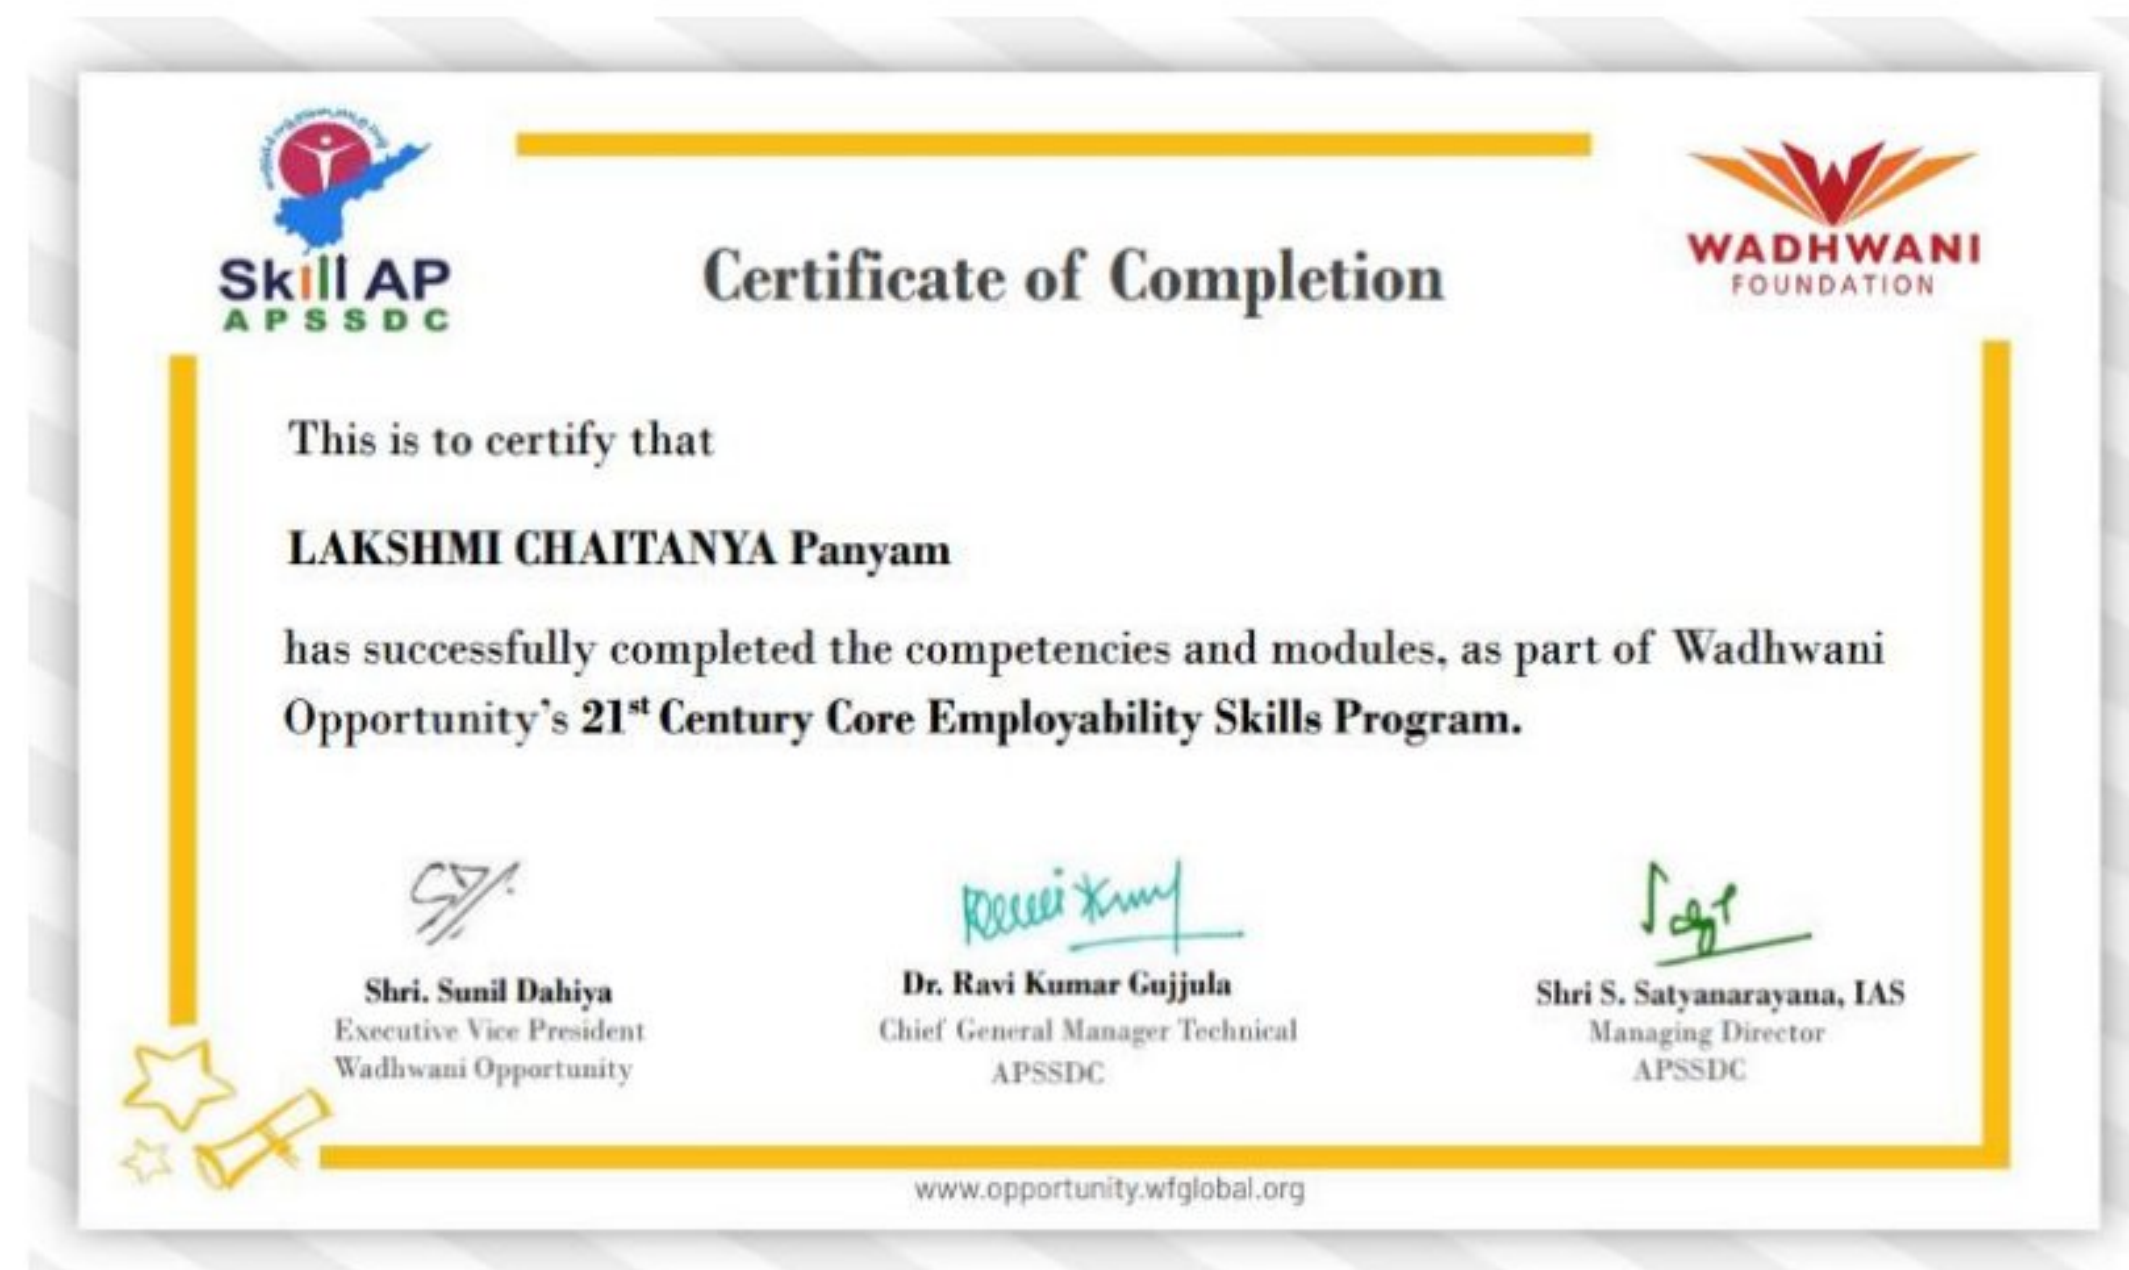 Skill AP
APSSDC
WADHWANI
FOUNDATION
Certificate of Completion
This is to certify that
LAKSHMI CHAITANYA Panyam
has successfully completed the competencies and modules, as part of Wadhwani
Opportunity's 21st Century Core Employability Skills Program.
Shri. Sunil Dahiya
Executive Vice President
Wadhwani Opportunity
Ravi Kumar
Dr. Ravi Kumar Gujjula
Chief General Manager Technical
APSSDC
Shri S. Satyanarayana, IAS
Managing Director
APSSDC
www.opportunity.wfglobal.org